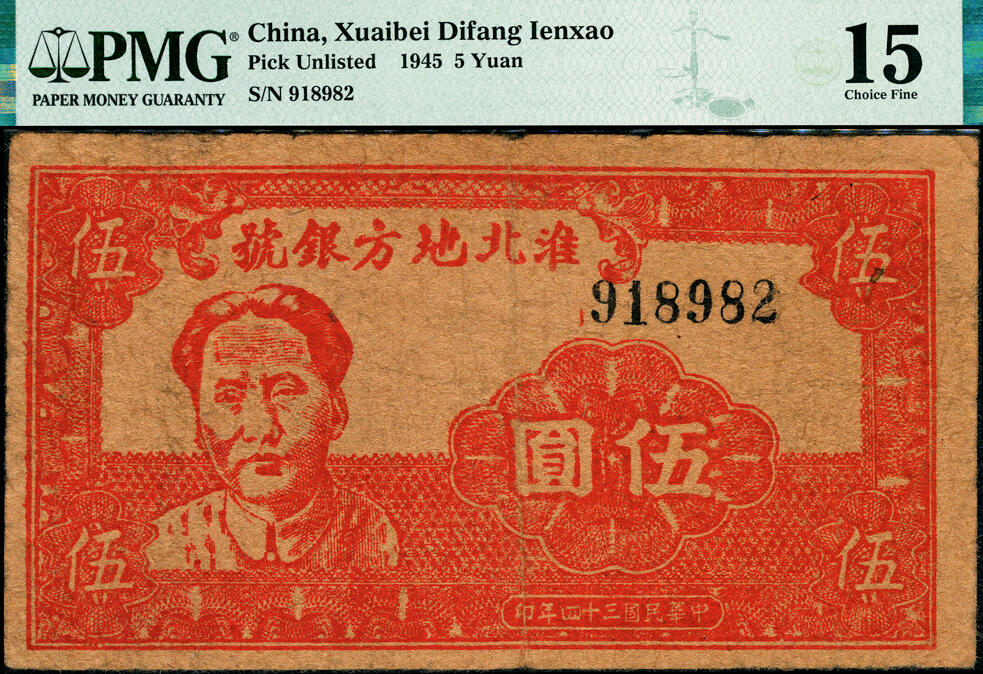 PMG®
PAPER MONEY GUARANTY
China, Xuaibei Difang Ienxao
Pick Unlisted 1945 5 Yuan
S/N 918982
15
Choice Fine
伍
淮北地方銀號
伍
918982
伍圓
伍
伍
中華民國三十四年印